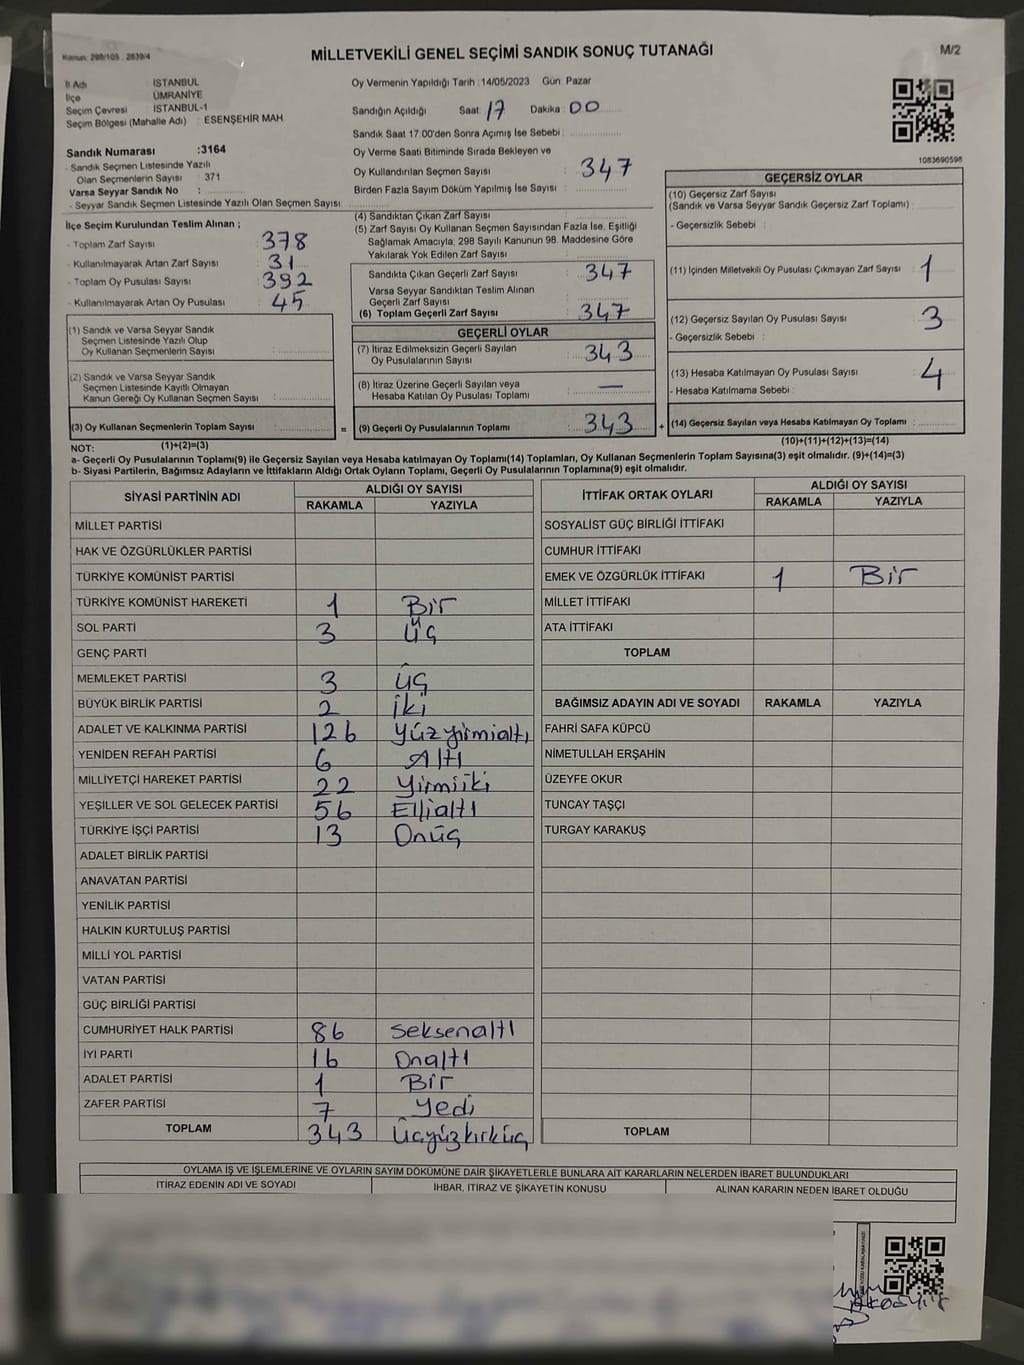 Kanun: 298/105 , 2839/4
MİLLETVEKİLİ GENEL SEÇİMİ SANDIK SONUÇ TUTANAĞI
M/2
İl Adı İSTANBUL
İlçe ÜMRANİYE
Seçim Çevresi İSTANBUL-1
Seçim Bölgesi (Mahalle Adı) : ESENŞEHİR MAH.
Oy Vermenin Yapıldığı Tarih : 14/05/2023 Gün: Pazar
Sandığın Açıldığı Saat: 17 Dakika: 00
Sandık Saat 17:00'den Sonra Açımış İse Sebebi :
Sandık Numarası :3164
- Sandık Seçmen Listesinde Yazılı
Olan Seçmenlerin Sayısı : 371
Varsa Seyyar Sandık No :
- Seyyar Sandık Seçmen Listesinde Yazılı Olan Seçmen Sayısı:
Oy Verme Saati Bitiminde Sırada Bekleyen ve
Oy Kullandırılan Seçmen Sayısı : 347
Birden Fazla Sayım Döküm Yapılmış İse Sayısı :
1083690596
İlçe Seçim Kurulundan Teslim Alınan ;
- Toplam Zarf Sayısı : 378
- Kullanılmayarak Artan Zarf Sayısı : 31
- Toplam Oy Pusulası Sayısı : 392
- Kullanılmayarak Artan Oy Pusulası : 45
(4) Sandıktan Çıkan Zarf Sayısı :
(5) Zarf Sayısı Oy Kullanan Seçmen Sayısından Fazla İse, Eşitliği
Sağlamak Amacıyla; 298 Sayılı Kanunun 98. Maddesine Göre
Yakılarak Yok Edilen Zarf Sayısı :
Sandıkta Çıkan Geçerli Zarf Sayısı : 347
Varsa Seyyar Sandıktan Teslim Alınan
Geçerli Zarf Sayısı :
(6) Toplam Geçerli Zarf Sayısı : 347
GEÇERSİZ OYLAR
(10) Geçersiz Zarf Sayısı
(Sandık ve Varsa Seyyar Sandık Geçersiz Zarf Toplamı) :
- Geçersizlik Sebebi :
(11) İçinden Milletvekili Oy Pusulası Çıkmayan Zarf Sayısı : 1
(12) Geçersiz Sayılan Oy Pusulası Sayısı : 3
- Geçersizlik Sebebi :
(13) Hesaba Katılmayan Oy Pusulası Sayısı : 4
- Hesaba Katılmama Sebebi :
(14) Geçersiz Sayılan veya Hesaba Katılmayan Oy Toplamı :
(10)+(11)+(12)+(13)=(14)
(1) Sandık ve Varsa Seyyar Sandık
Seçmen Listesinde Yazılı Olup
Oy Kullanan Seçmenlerin Sayısı :
(2) Sandık ve Varsa Seyyar Sandık
Seçmen Listesinde Kayıtlı Olmayan
Kanun Gereği Oy Kullanan Seçmen Sayısı :
(3) Oy Kullanan Seçmenlerin Toplam Sayısı :
(1)+(2)=(3)
GEÇERLİ OYLAR
(7) İtiraz Edilmeksizin Geçerli Sayılan
Oy Pusulalarının Sayısı : 343
(8) İtiraz Üzerine Geçerli Sayılan veya
Hesaba Katılan Oy Pusulası Toplamı : —
= (9) Geçerli Oy Pusulalarının Toplamı : 343 +
NOT:
a- Geçerli Oy Pusulalarının Toplamı(9) ile Geçersiz Sayılan veya Hesaba katılmayan Oy Toplamı(14) Toplamları, Oy Kullanan Seçmenlerin Toplam Sayısına(3) eşit olmalıdır. (9)+(14)=(3)
b- Siyasi Partilerin, Bağımsız Adayların ve İttifakların Aldığı Ortak Oyların Toplamı, Geçerli Oy Pusulalarının Toplamına(9) eşit olmalıdır.
SİYASİ PARTİNİN ADI ALDIĞI OY SAYISI
RAKAMLA YAZIYLA
MİLLET PARTİSİ
HAK VE ÖZGÜRLÜKLER PARTİSİ
TÜRKİYE KOMÜNİST PARTİSİ
TÜRKİYE KOMÜNİST HAREKETİ 1 Bir
SOL PARTİ 3 Üç
GENÇ PARTİ
MEMLEKET PARTİSİ 3 üç
BÜYÜK BİRLİK PARTİSİ 2 İki
ADALET VE KALKINMA PARTİSİ 126 Yüzyirmialtı
YENİDEN REFAH PARTİSİ 6 Altı
MİLLİYETÇİ HAREKET PARTİSİ 22 Yirmiiki
YEŞİLLER VE SOL GELECEK PARTİSİ 56 Ellialtı
TÜRKİYE İŞÇİ PARTİSİ 13 Onüç
ADALET BİRLİK PARTİSİ
ANAVATAN PARTİSİ
YENİLİK PARTİSİ
HALKIN KURTULUŞ PARTİSİ
MİLLİ YOL PARTİSİ
VATAN PARTİSİ
GÜÇ BİRLİĞİ PARTİSİ
CUMHURİYET HALK PARTİSİ 86 Seksenaltı
İYİ PARTİ 16 Onaltı
ADALET PARTİSİ 1 Bir
ZAFER PARTİSİ 7 Yedi
TOPLAM 343 Üçyüzkırküç
İTTİFAK ORTAK OYLARI ALDIĞI OY SAYISI
RAKAMLA YAZIYLA
SOSYALİST GÜÇ BİRLİĞİ İTTİFAKI
CUMHUR İTTİFAKI
EMEK VE ÖZGÜRLÜK İTTİFAKI 1 Bir
MİLLET İTTİFAKI
ATA İTTİFAKI
TOPLAM
BAĞIMSIZ ADAYIN ADI VE SOYADI RAKAMLA YAZIYLA
FAHRİ SAFA KÜPCÜ
NİMETULLAH ERŞAHİN
ÜZEYFE OKUR
TUNCAY TAŞÇI
TURGAY KARAKUŞ
TOPLAM
OYLAMA İŞ VE İŞLEMLERİNE VE OYLARIN SAYIM DÖKÜMÜNE DAİR ŞİKAYETLERLE BUNLARA AİT KARARLARIN NELERDEN İBARET BULUNDUKLARI
İTİRAZ EDENİN ADI VE SOYADI İHBAR, İTİRAZ VE ŞİKAYETİN KONUSU ALINAN KARARIN NEDEN İBARET OLDUĞU